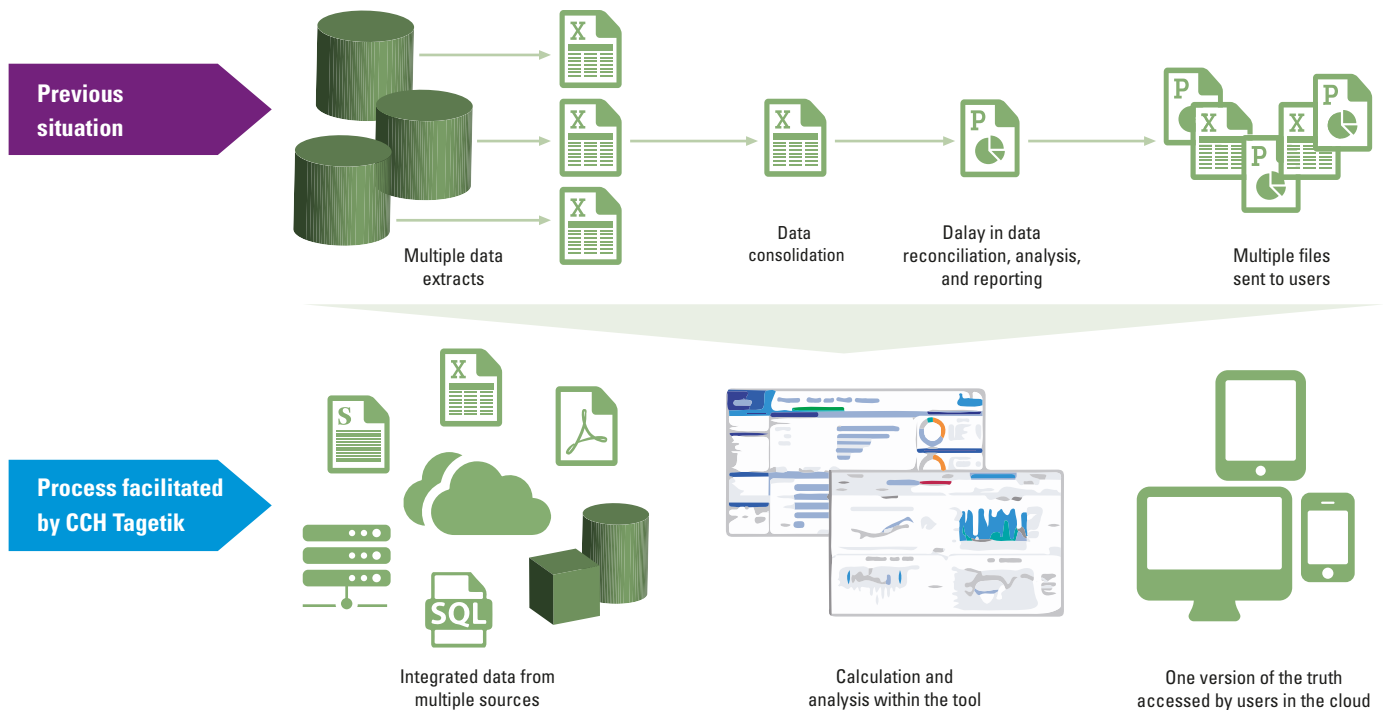 Previous
situation
X
X
X
X
P
P
X
P
X
P
Multiple data
extracts
Data
consolidation
Dalay in data
reconciliation, analysis,
and reporting
Multiple files
sent to users
Process facilitated
by CCH Tagetik
S
X
SQL
Integrated data from
multiple sources
Calculation and
analysis within the tool
One version of the truth
accessed by users in the cloud